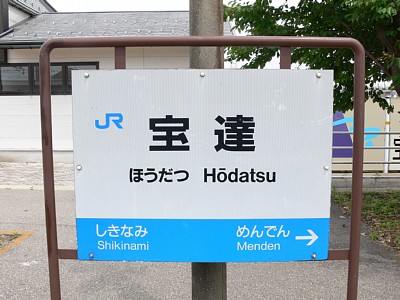 JR
宝達
ほうだつ Hōdatsu
しきなみ めんでん
Shikinami Menden →